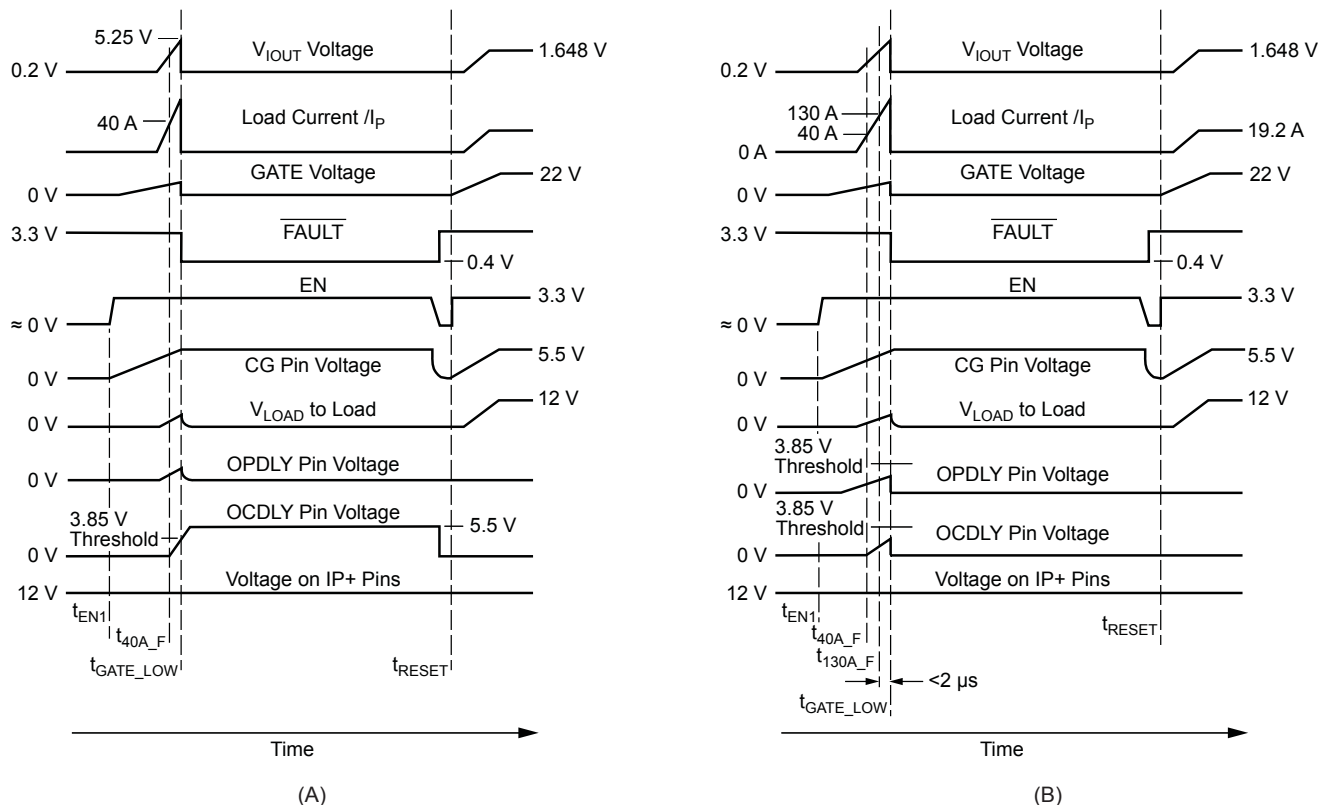 5.25 V
V_IOUT Voltage
1.648 V
0.2 V
40 A
Load Current /I_P
GATE Voltage
22 V
0 V
3.3 V
FAULT
0.4 V
EN
3.3 V
≈ 0 V
CG Pin Voltage
5.5 V
0 V
V_LOAD to Load
12 V
0 V
OPDLY Pin Voltage
0 V
OCDLY Pin Voltage
3.85 V
Threshold
5.5 V
0 V
Voltage on IP+ Pins
12 V
t_EN1
t_40A_F
t_GATE_LOW
t_RESET
Time
(A)
V_IOUT Voltage
1.648 V
0.2 V
130 A
40 A
Load Current /I_P
19.2 A
0 A
GATE Voltage
22 V
0 V
3.3 V
FAULT
0.4 V
EN
3.3 V
≈ 0 V
CG Pin Voltage
5.5 V
0 V
V_LOAD to Load
12 V
0 V
3.85 V
Threshold
OPDLY Pin Voltage
0 V
3.85 V
Threshold
OCDLY Pin Voltage
0 V
Voltage on IP+ Pins
12 V
t_EN1
t_40A_F
t_130A_F
t_RESET
<2 µs
t_GATE_LOW
Time
(B)